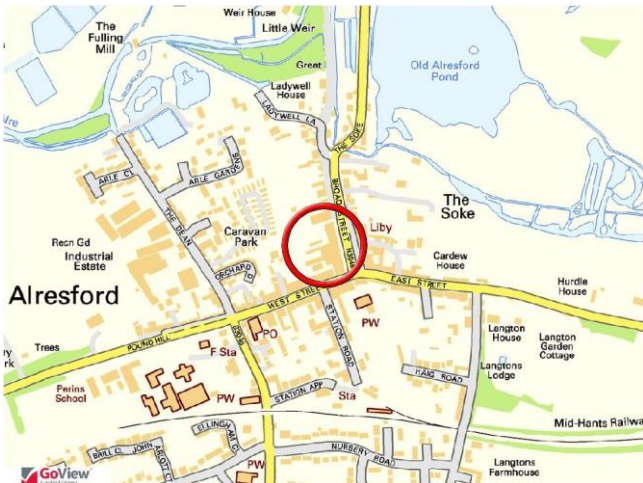 The
Fulling
Mill
Weir House
Little Weir
Great
Ladywell
House
LADYWELL LA
Old Alresford
Pond
THE SOKE
The
Soke
ARLE CT
ARLE GARDENS
THE DEAN
BROAD STREET
B3046
Liby
Recn Gd
Industrial
Estate
Caravan
Park
ORCHARD
Cardew
House
Hurdle
House
Alresford
WEST STREET
EAST STREET
POUND HILL
Trees
Perins
School
F Sta
PO
PW
STATION ROAD
Langton
House
Langton
Garden
Cottage
Langtons
Lodge
HAIG ROAD
PW
STATION APP
Sta
Mid-Hants Railwa
ELLINGHAM
NURSERY ROAD
PW
Langtons
Farmhouse
GoView